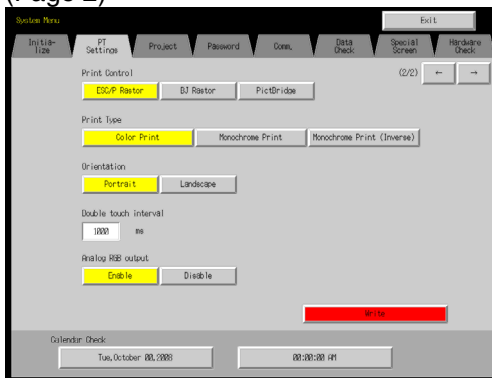 (Page 2)
System Menu
Exit
Initia-
lize
PT
Settings
Project
Password
Comm.
Data
Check
Special
Screen
Hardware
Check
Print Control
(2/2) ← →
ESC/P Raster BJ Raster PictBridge
Print Type
Color Print Monochrome Print Monochrome Print (Inverse)
Orientation
Portrait Landscape
Double touch interval
1000 ms
Analog RGB output
Enable Disable
Write
Calendar Check
Tue,October 00,2008 00:00:00 AM